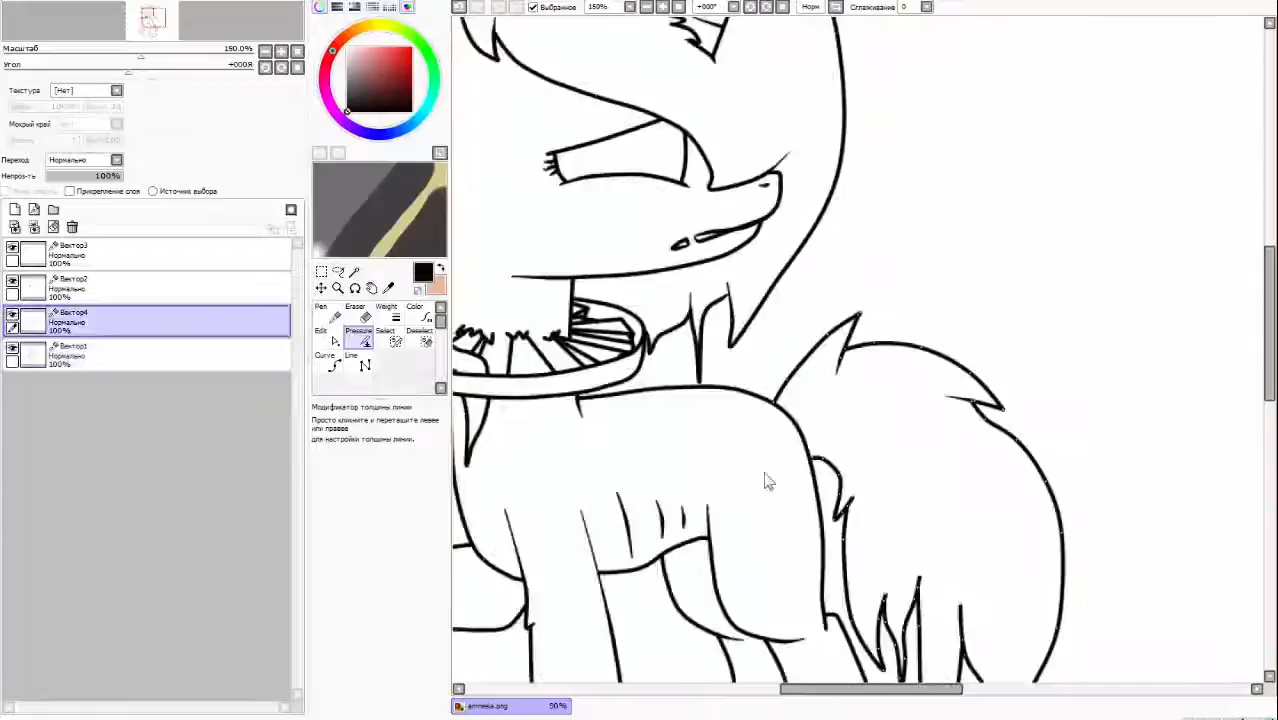 Выбранное 150% +000° Норм Сглаживание 0
Масштаб 150.0%
Угол +000Я
Текстура [Нет]
Мокрый край
Переход Нормально
Непроз-ть 100%
Прикрепление слоя Источник выбора
Вектор3
Нормально
100%
Вектор2
Нормально
100%
Вектор4
Нормально
100%
Вектор1
Нормально
100%
Pen Eraser Weight Color
Edit Pressure Select Deselect
Curve Line
Модификатор толщины линии
Просто кликните и перетащите левее
или правее
для настройки толщины линий.
amnesia.png 50%